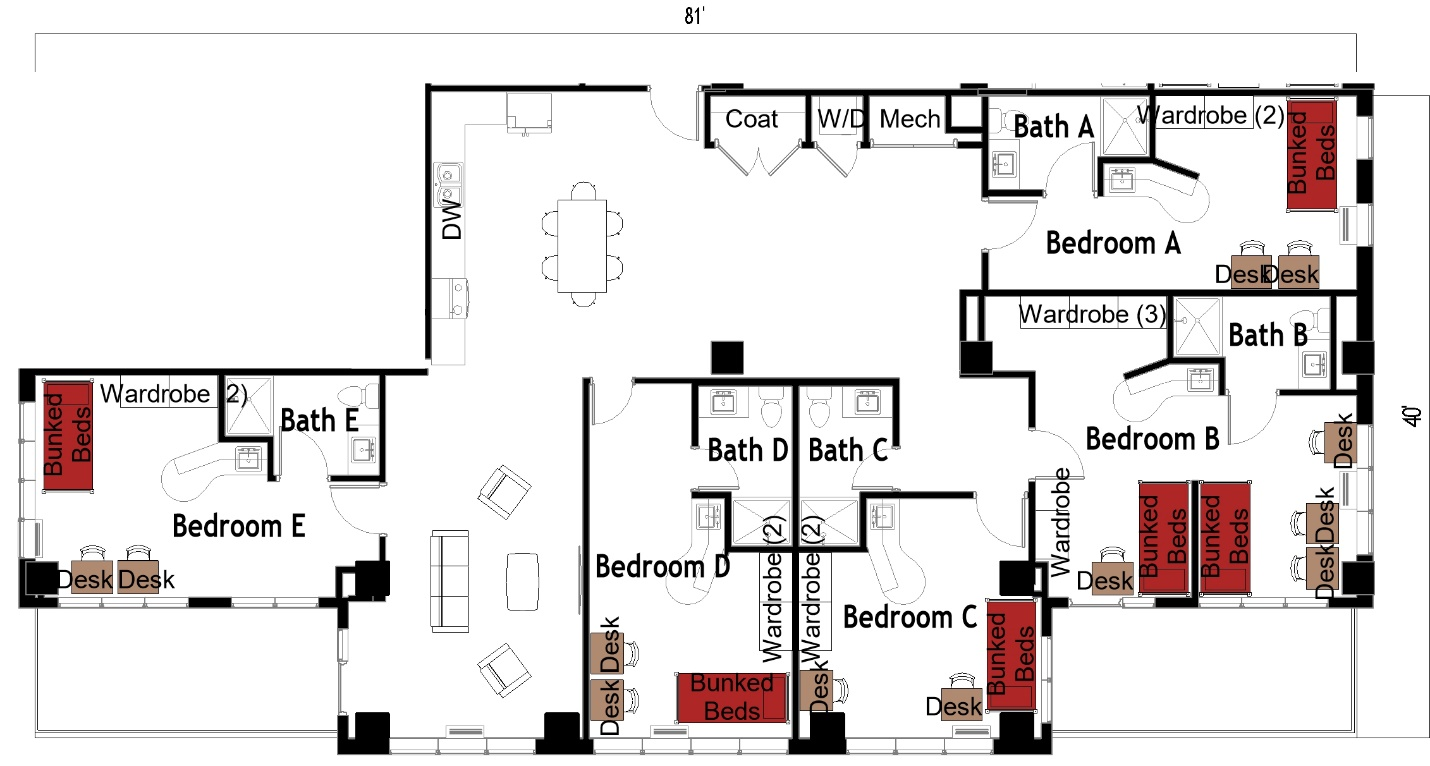 81'
Coat
W/D
Mech
Bath A
Wardrobe (2)
Bunked
Beds
DW
Bedroom A
Desk
Desk
Wardrobe (3)
Bath B
40'
Bunked
Beds
Wardrobe (2)
Bath E
Bedroom E
Desk
Desk
Bath D
Bath C
Bedroom B
Desk
Wardrobe
Bunked
Beds
Bunked
Beds
Desk
Desk
Desk
Bedroom D
Wardrobe (2)
Wardrobe (2)
Bedroom C
Desk
Desk
Bunked
Beds
Desk
Desk
Bunked
Beds